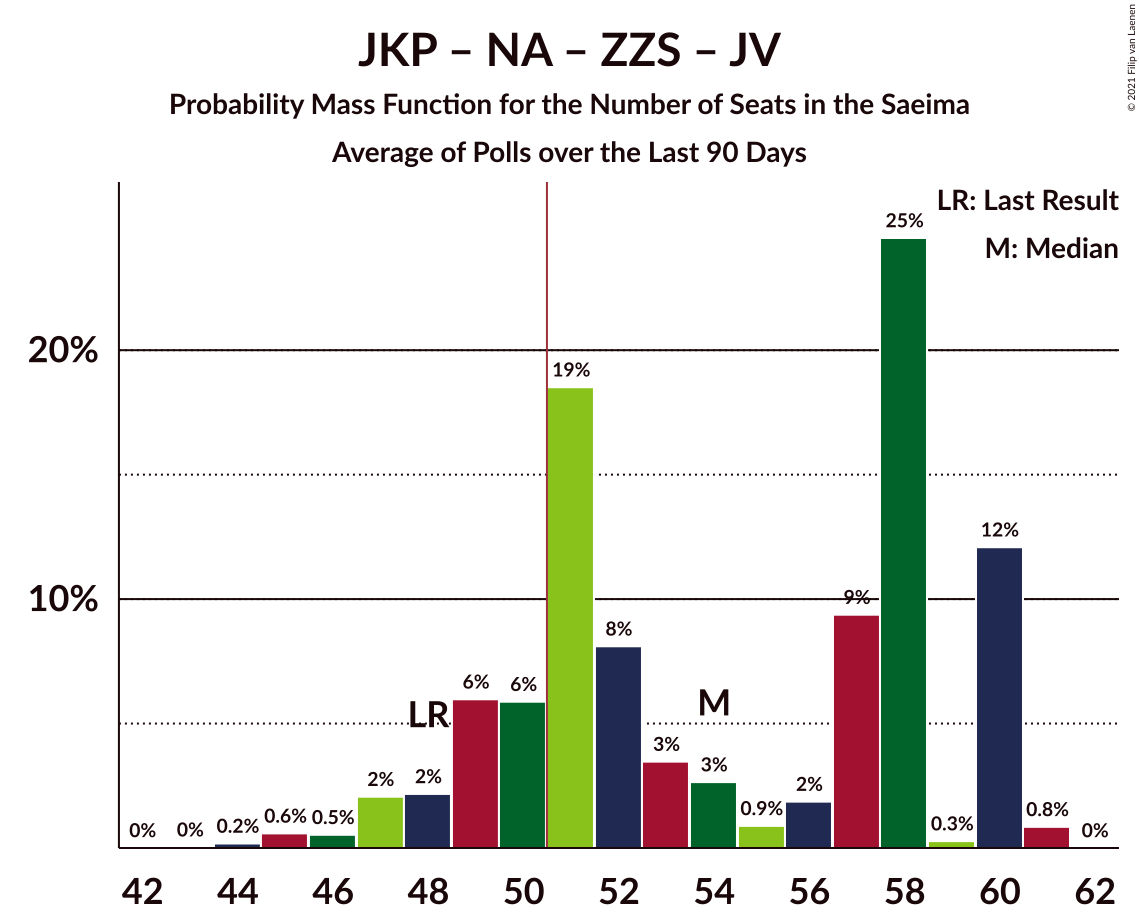 JKP – NA – ZZS – JV
Probability Mass Function for the Number of Seats in the Saeima
Average of Polls over the Last 90 Days
© 2021 Filip van Laenen
LR: Last Result
M: Median
20%
10%
0%
0%
0.2%
0.6%
0.5%
2%
2%
6%
6%
19%
8%
3%
3%
0.9%
2%
9%
25%
0.3%
12%
0.8%
0%
LR
M
42 44 46 48 50 52 54 56 58 60 62